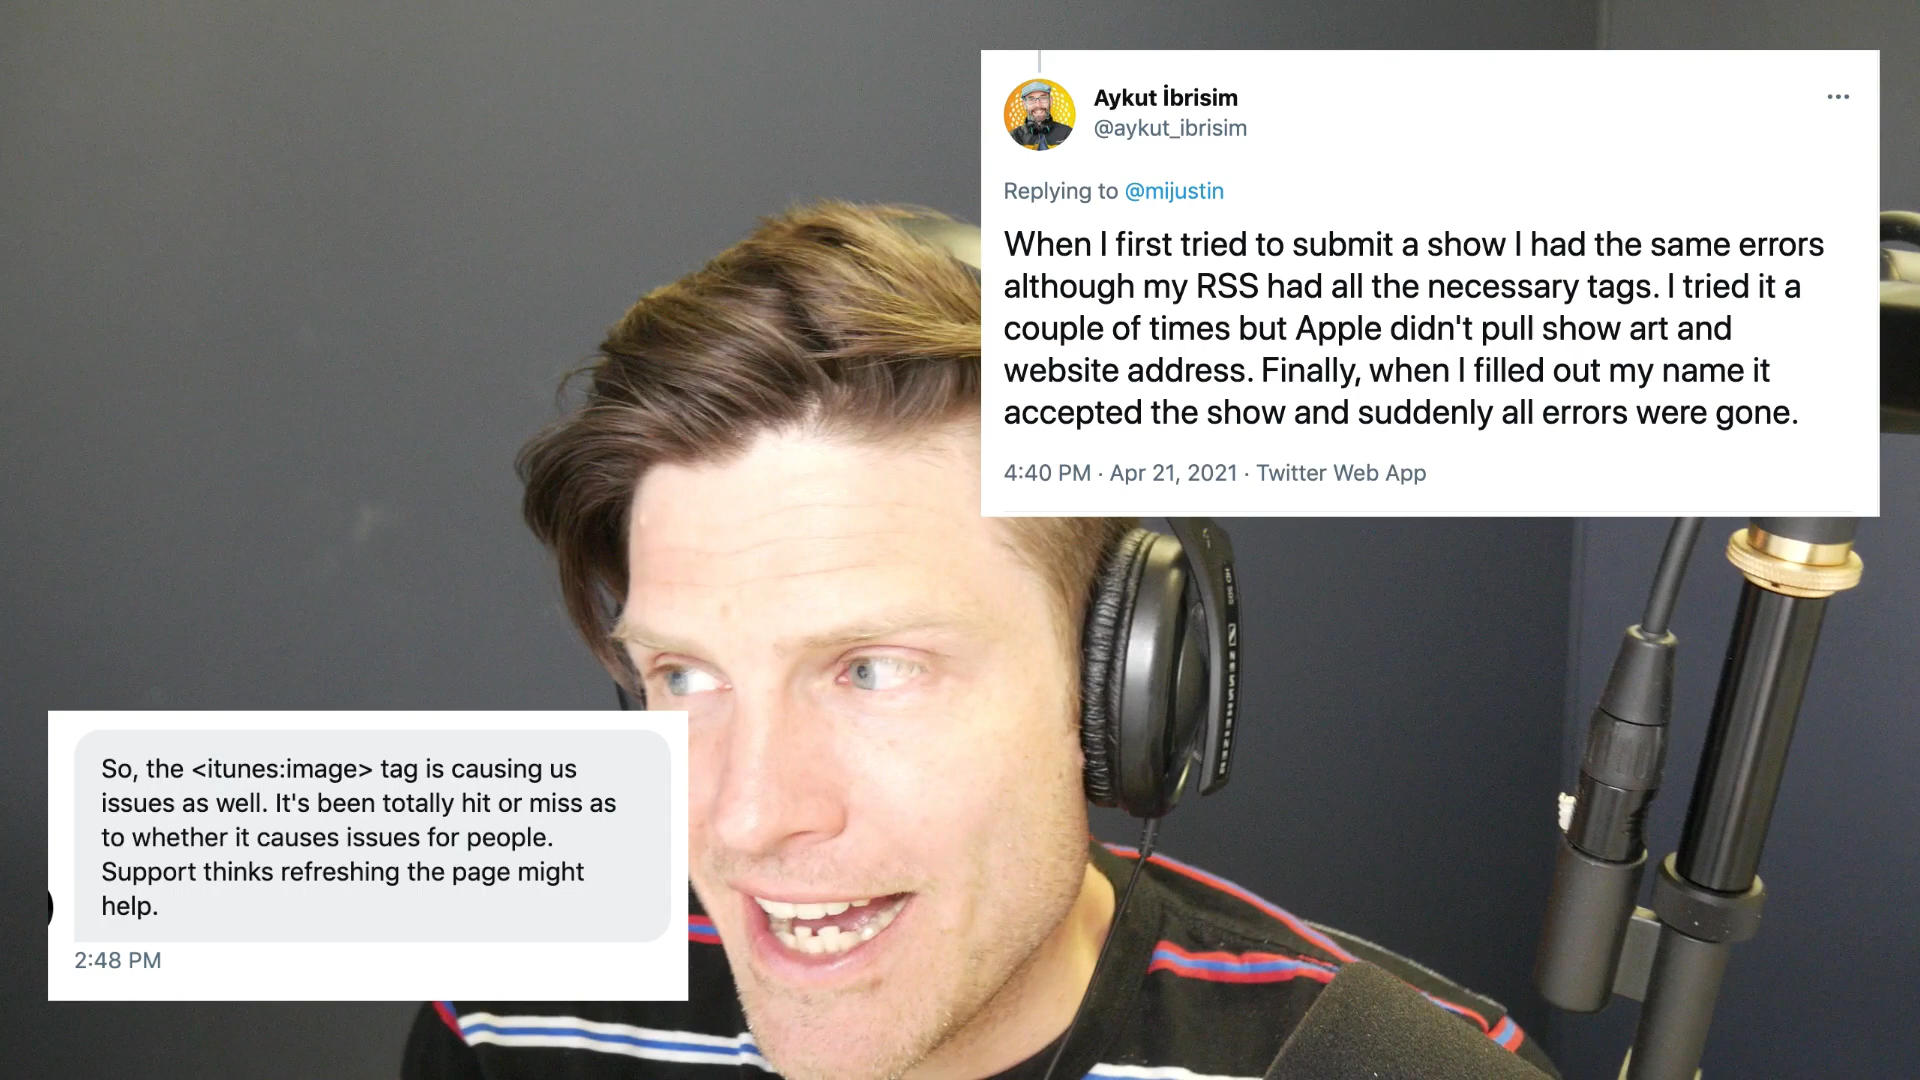 Aykut İbrisim
@aykut_ibrisim
Replying to @mijustin
When I first tried to submit a show I had the same errors
although my RSS had all the necessary tags. I tried it a
couple of times but Apple didn't pull show art and
website address. Finally, when I filled out my name it
accepted the show and suddenly all errors were gone.
4:40 PM · Apr 21, 2021 · Twitter Web App
SENNHEISER
So, the <itunes:image> tag is causing us
issues as well. It's been totally hit or miss as
to whether it causes issues for people.
Support thinks refreshing the page might
help.
2:48 PM